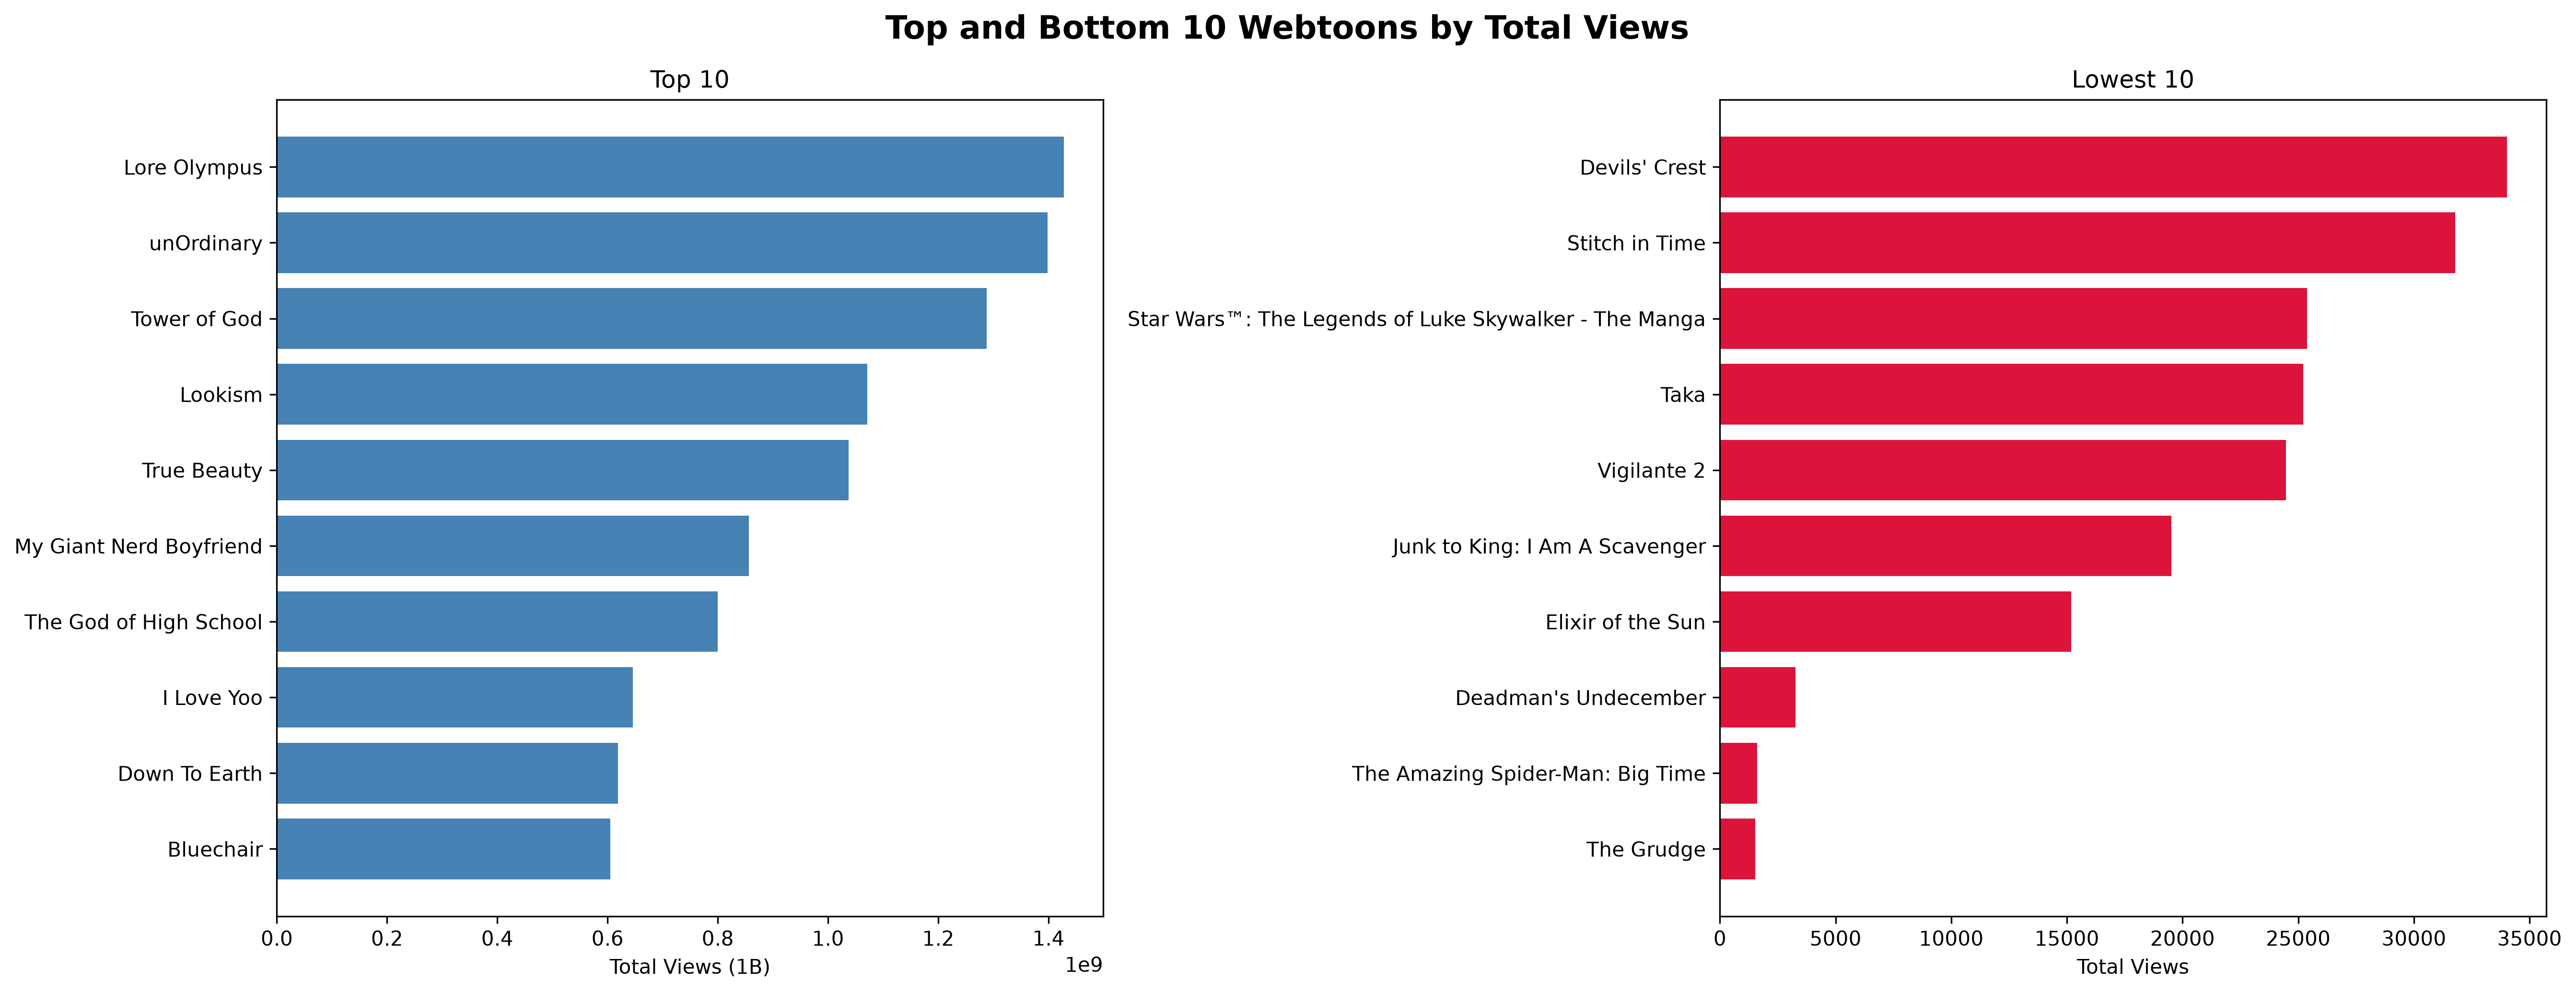 Top and Bottom 10 Webtoons by Total Views
Top 10
Lore Olympus
unOrdinary
Tower of God
Lookism
True Beauty
My Giant Nerd Boyfriend
The God of High School
I Love Yoo
Down To Earth
Bluechair
0.0 0.2 0.4 0.6 0.8 1.0 1.2 1.4
1e9
Total Views (1B)
Lowest 10
Devils' Crest
Stitch in Time
Star Wars™: The Legends of Luke Skywalker - The Manga
Taka
Vigilante 2
Junk to King: I Am A Scavenger
Elixir of the Sun
Deadman's Undecember
The Amazing Spider-Man: Big Time
The Grudge
0 5000 10000 15000 20000 25000 30000 35000
Total Views